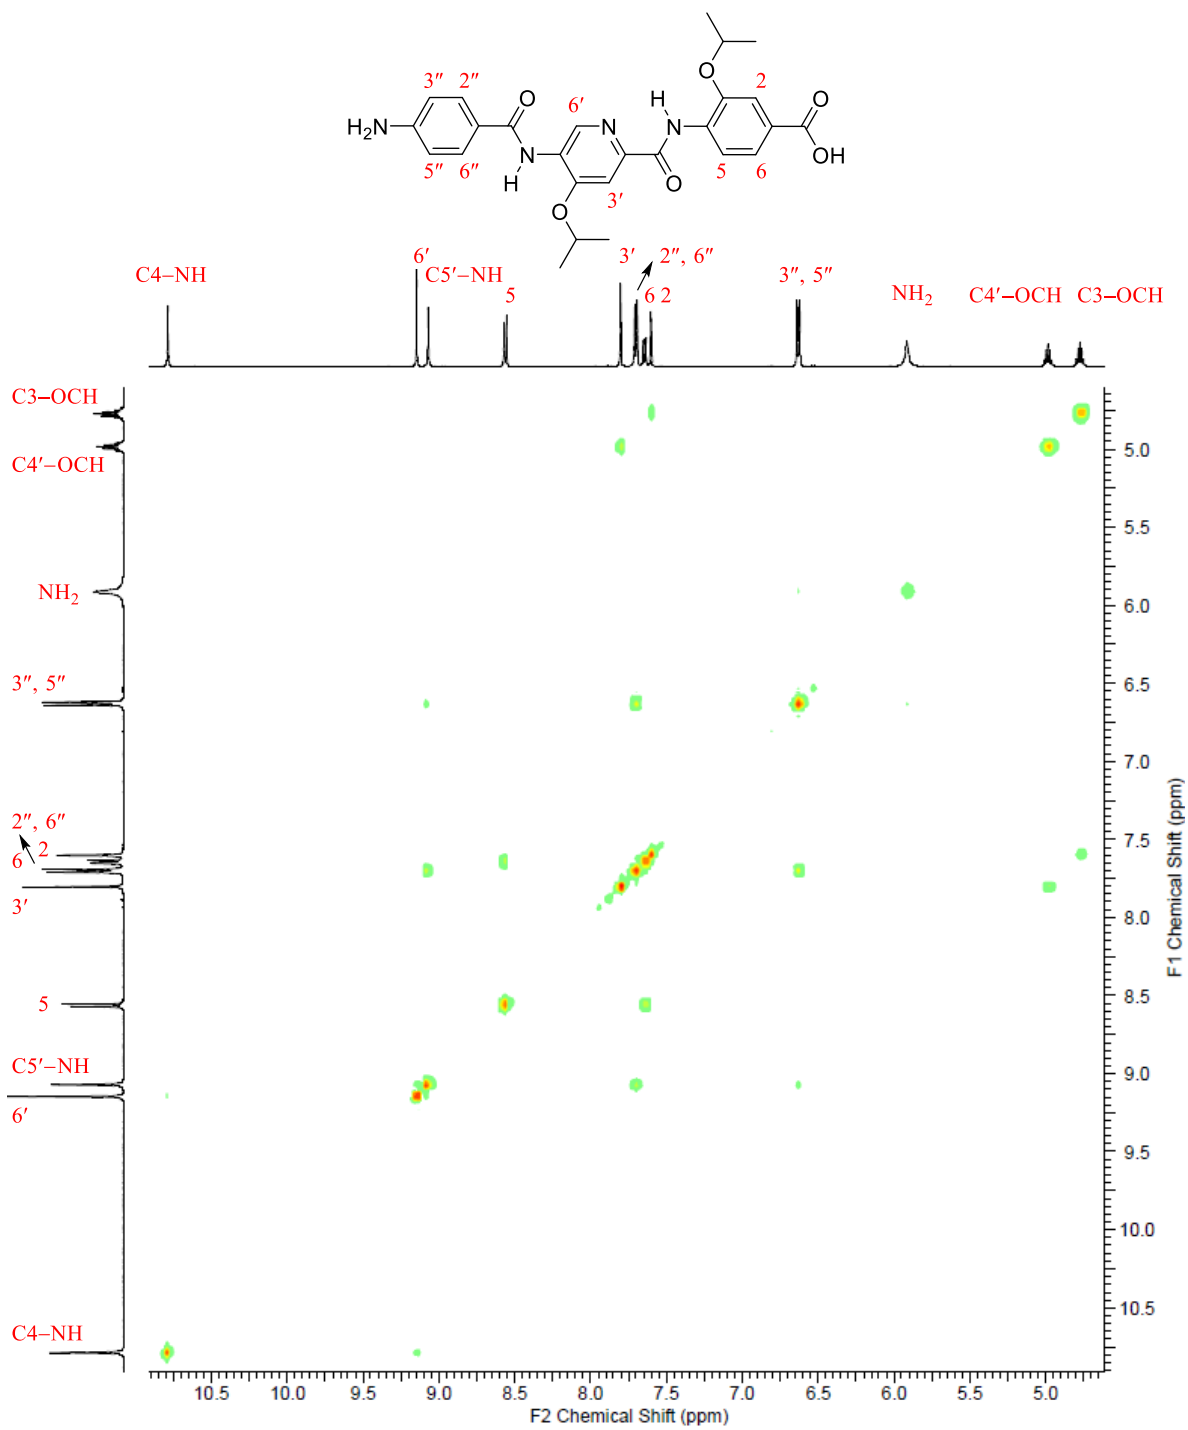 O
2
O
3″ 2″
O
6′
N
H
N
O
H2N
OH
5″ 6″
N
H
O
5 6
3′
O
6′
3′ 2″, 6″
C4–NH
C5′–NH
5
6 2
3″, 5″
NH2
C4′–OCH
C3–OCH
C3–OCH
C4′–OCH
NH2
3″, 5″
2″, 6″
6 2
3′
5
C5′–NH
6′
C4–NH
5.0
5.5
6.0
6.5
7.0
7.5
8.0
8.5
9.0
9.5
10.0
10.5
F1 Chemical Shift (ppm)
10.5 10.0 9.5 9.0 8.5 8.0 7.5 7.0 6.5 6.0 5.5 5.0
F2 Chemical Shift (ppm)